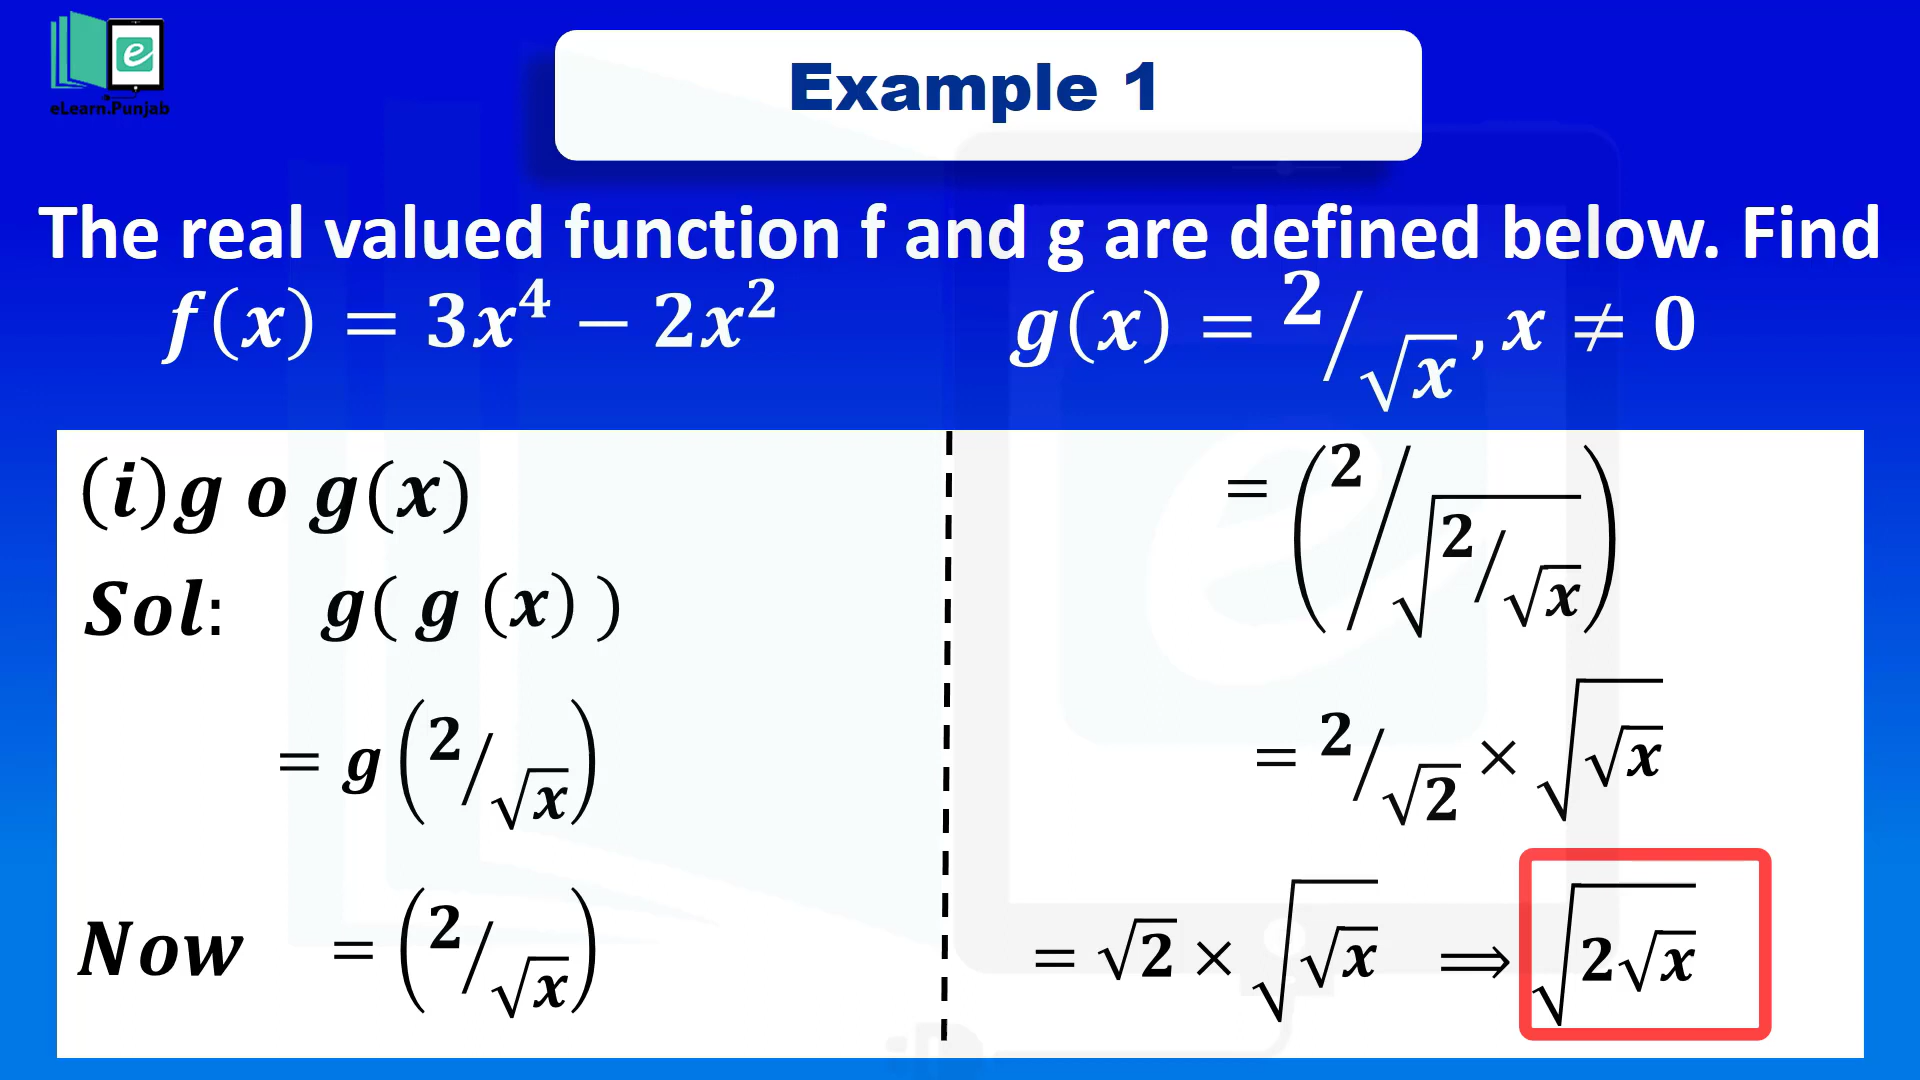 eLearn.Punjab
Example 1
The real valued function f and g are defined below. Find
f(x) = 3x⁴ − 2x²
g(x) = 2/√x, x ≠ 0
(i) g o g(x)
Sol: g( g (x) )
= g(2/√x)
Now = (2/√x)
= (2/√(2/√x))
= 2/√2 × √(√x)
= √2 × √(√x) ⟹ √(2√x)